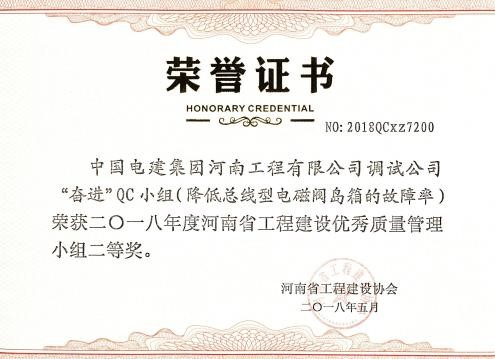 荣誉证书
HONORARY CREDENTIAL
NO: 2018QCxz7200
中国电建集团河南工程有限公司调试公司
“奋进”QC小组(降低总线型电磁阀岛箱的故障率)
荣获二〇一八年度河南省工程建设优秀质量管理
小组二等奖。
河南省工程建设协会
二〇一八年五月